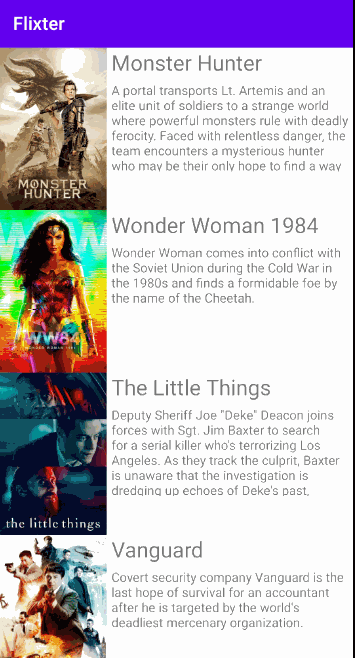 Flixter
Monster Hunter
A portal transports Lt. Artemis and an
elite unit of soldiers to a strange world
where powerful monsters rule with deadly
ferocity. Faced with relentless danger, the
team encounters a mysterious hunter
who may be their only hope to find a way
MONSTER
HUNTER
Wonder Woman 1984
Wonder Woman comes into conflict with
the Soviet Union during the Cold War in
the 1980s and finds a formidable foe by
the name of the Cheetah.
WW84
WONDER WOMAN 1984
The Little Things
Deputy Sheriff Joe "Deke" Deacon joins
forces with Sgt. Jim Baxter to search
for a serial killer who's terrorizing Los
Angeles. As they track the culprit, Baxter
is unaware that the investigation is
dredging up echoes of Deke's past,
the little things
Vanguard
Covert security company Vanguard is the
last hope of survival for an accountant
after he is targeted by the world's
deadliest mercenary organization.